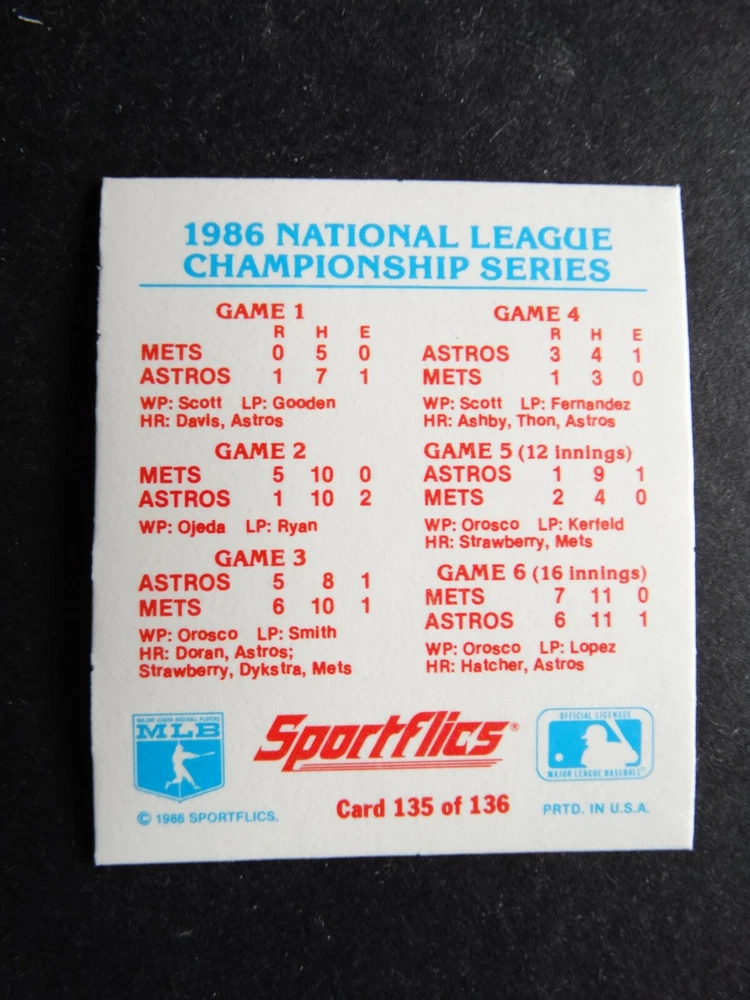 1986 NATIONAL LEAGUE
CHAMPIONSHIP SERIES
GAME 1
R H E
METS 0 5 0
ASTROS 1 7 1
WP: Scott LP: Gooden
HR: Davis, Astros
GAME 2
METS 5 10 0
ASTROS 1 10 2
WP: Ojeda LP: Ryan
GAME 3
ASTROS 5 8 1
METS 6 10 1
WP: Orosco LP: Smith
HR: Doran, Astros;
Strawberry, Dykstra, Mets
GAME 4
R H E
ASTROS 3 4 1
METS 1 3 0
WP: Scott LP: Fernandez
HR: Ashby, Thon, Astros
GAME 5 (12 innings)
ASTROS 1 9 1
METS 2 4 0
WP: Orosco LP: Kerfeld
HR: Strawberry, Mets
GAME 6 (16 innings)
METS 7 11 0
ASTROS 6 11 1
WP: Orosco LP: Lopez
HR: Hatcher, Astros
MAJOR LEAGUE BASEBALL PLAYERS
MLB
© 1986 SPORTFLICS.
Sportflics®
Card 135 of 136
OFFICIAL LICENSEE
MAJOR LEAGUE BASEBALL
PRTD. IN U.S.A.